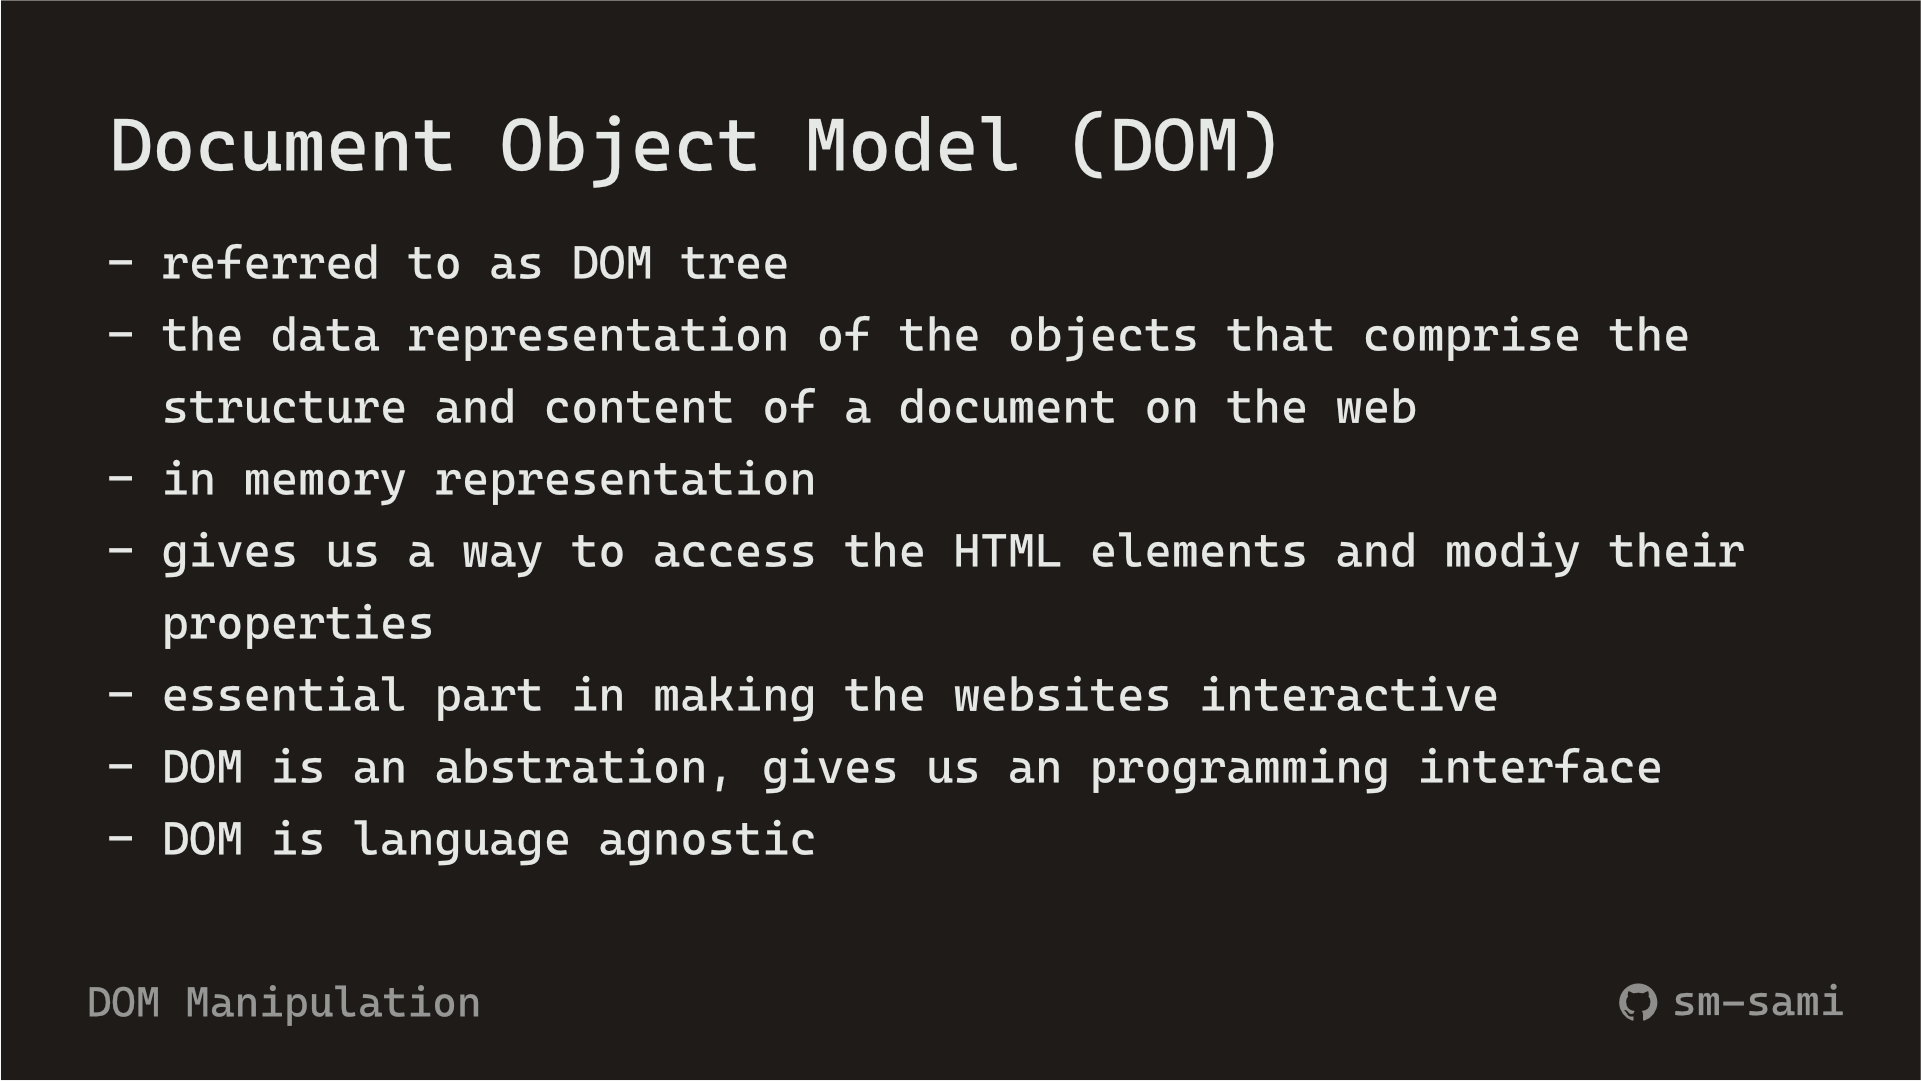 Document Object Model (DOM)
- referred to as DOM tree
- the data representation of the objects that comprise the
structure and content of a document on the web
- in memory representation
- gives us a way to access the HTML elements and modiy their
properties
- essential part in making the websites interactive
- DOM is an abstration, gives us an programming interface
- DOM is language agnostic
DOM Manipulation
sm-sami